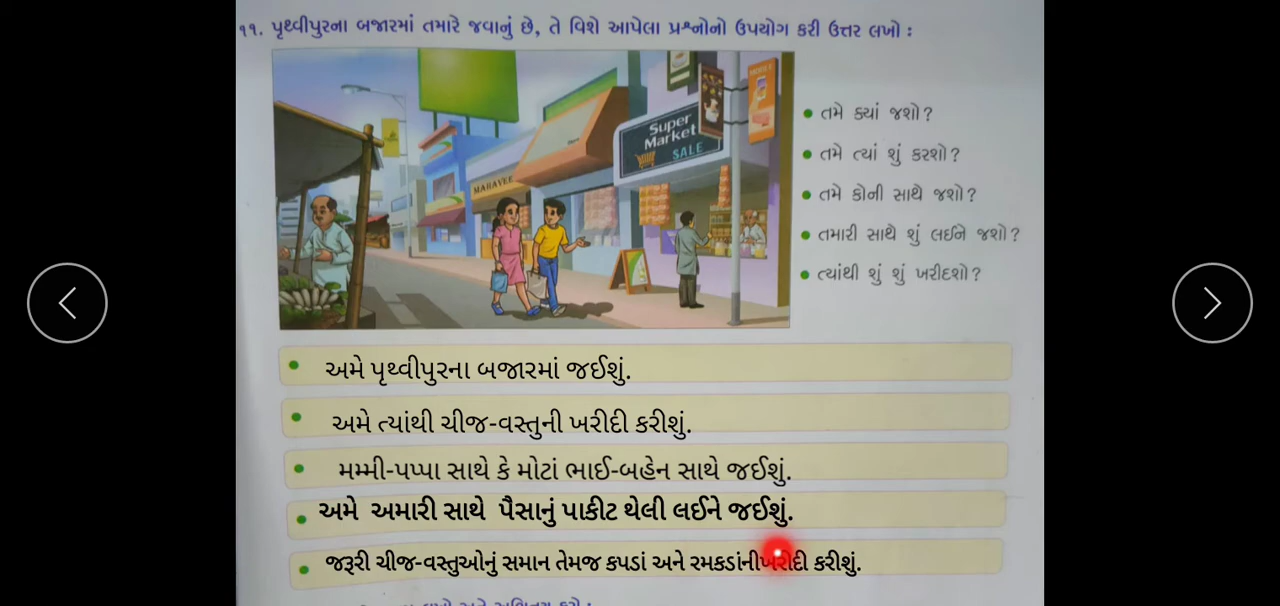 ૧૧. પૃથ્વીપુરના બજારમાં તમારે જવાનું છે, તે વિશે આપેલા પ્રશ્નોનો ઉપયોગ કરી ઉત્તર લખો :
Super
Market
SALE
MAHAVEE
• તમે ક્યાં જશો?
• તમે ત્યાં શું કરશો?
• તમે કોની સાથે જશો?
• તમારી સાથે શું લઈને જશો?
• ત્યાંથી શું શું ખરીદશો?
• અમે પૃથ્વીપુરના બજારમાં જઈશું.
• અમે ત્યાંથી ચીજ-વસ્તુની ખરીદી કરીશું.
• મમ્મી-પપ્પા સાથે કે મોટાં ભાઈ-બહેન સાથે જઈશું.
• અમે અમારી સાથે પૈસાનું પાકીટ થેલી લઈને જઈશું.
• જરૂરી ચીજ-વસ્તુઓનું સમાન તેમજ કપડાં અને રમકડાંનીખરીદી કરીશું.